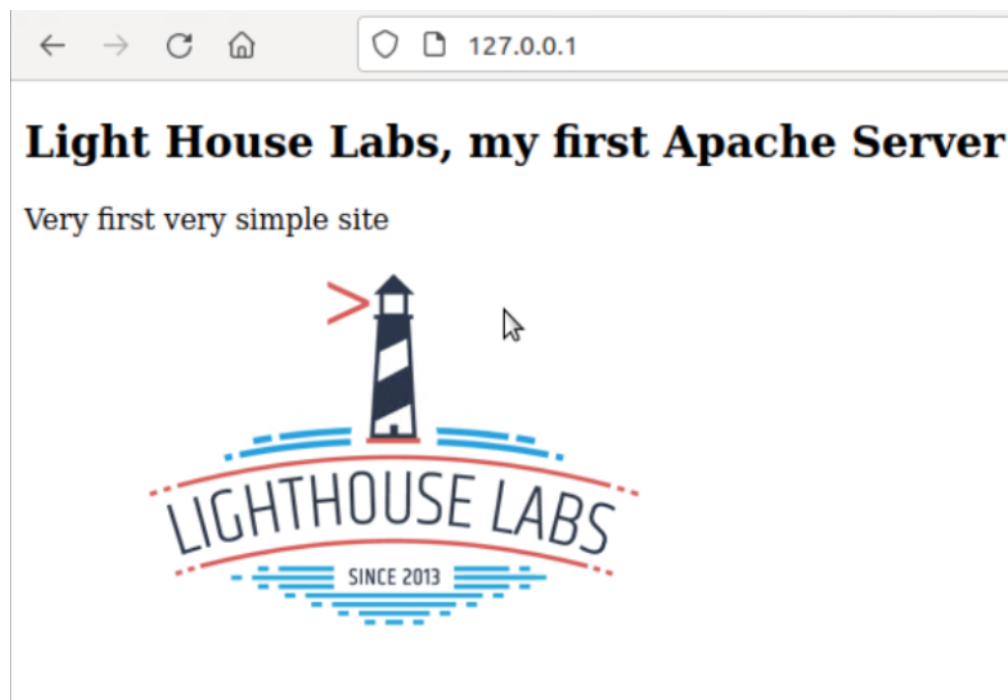 127.0.0.1
Light House Labs, my first Apache Server
Very first very simple site
LIGHTHOUSE LABS
SINCE 2013